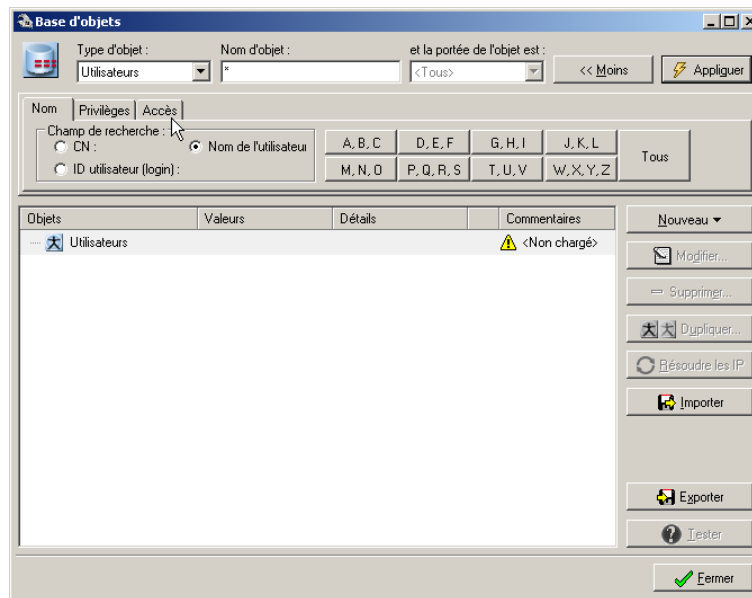 Base d'objets
Type d'objet :
Nom d'objet :
et la portée de l'objet est :
Utilisateurs
*
<Tous>
<< Moins
Appliquer
Nom
Privilèges
Accès
Champ de recherche :
CN :
Nom de l'utilisateur
ID utilisateur (login) :
A, B, C
D, E, F
G, H, I
J, K, L
M, N, O
P, Q, R, S
T, U, V
W, X, Y, Z
Tous
Objets
Valeurs
Détails
Commentaires
Utilisateurs
<Non chargé>
Nouveau
Modifier...
Supprimer...
Dupliquer...
Résoudre les IP
Importer
Exporter
Tester
Fermer